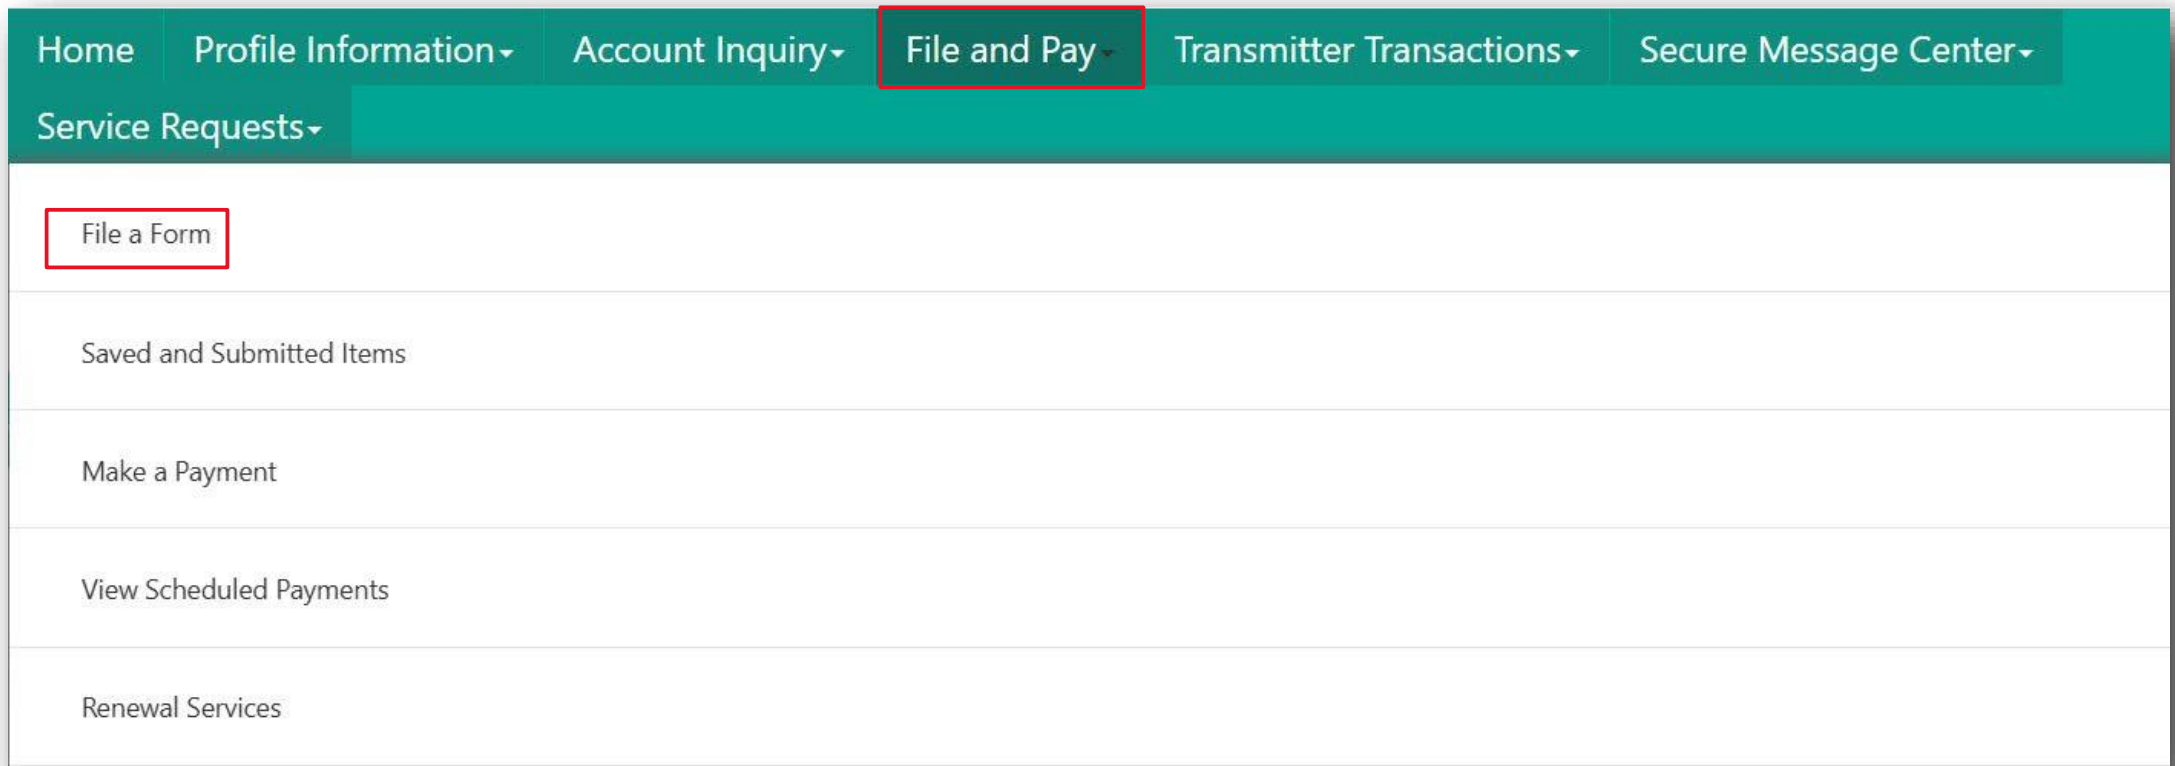 Home Profile Information Account Inquiry File and Pay Transmitter Transactions Secure Message Center
Service Requests
File a Form
Saved and Submitted Items
Make a Payment
View Scheduled Payments
Renewal Services